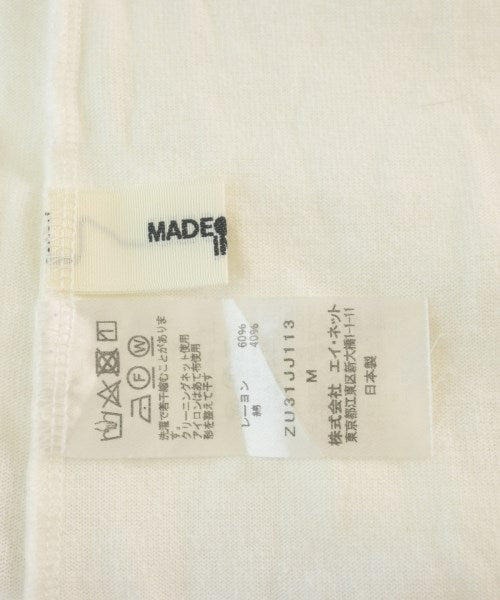 MADE
洗濯で若干縮むことがありま
す。
クリーニングネット使用
アイロンはあて布使用
形を整えて干す
レーヨン 60%
綿 40%
ZU31JJ113
M
株式会社 エイ・ネット
東京都江東区新大橋1-1-11
日本製